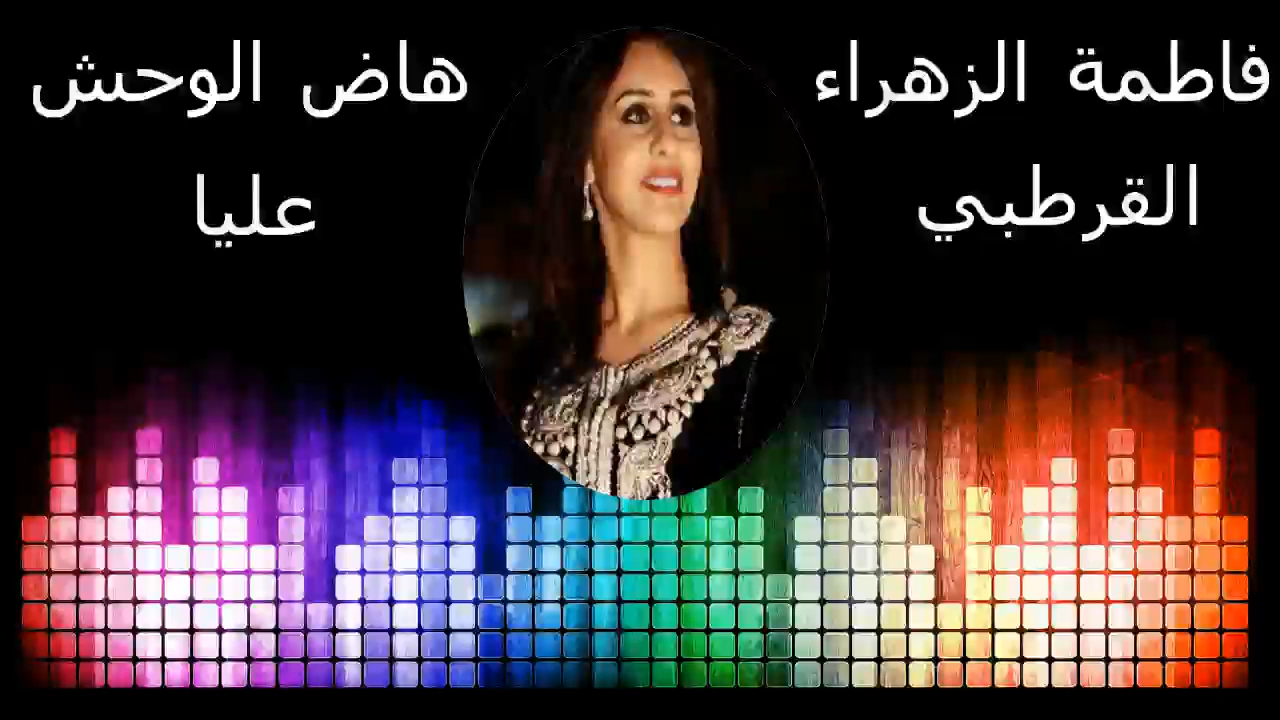 فاطمة الزهراء
القرطبي
هاض الوحش
عليا